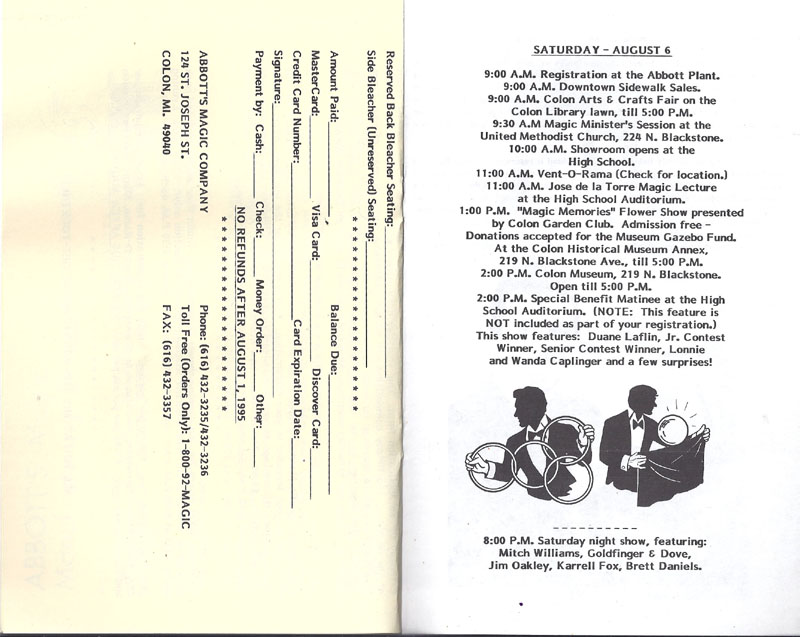 Reserved Back Bleacher Seating:
Side Bleacher (Unreserved) Seating:
* * * * * * * * * * * * * * * * * *
Amount Paid: Balance Due:
MasterCard: Visa Card: Discover Card:
Credit Card Number: Card Expiration Date:
Signature:
Payment by: Cash: Check: Money Order: Other:
NO REFUNDS AFTER AUGUST 1, 1995
* * * * * * * * * * * * * * * * * *
ABBOTT'S MAGIC COMPANY Phone: (616) 432-3235/432-3236
124 ST. JOSEPH ST. Toll Free (Orders Only): 1-800-92-MAGIC
COLON, MI. 49040 FAX: (616) 432-3357
SATURDAY - AUGUST 6
9:00 A.M. Registration at the Abbott Plant.
9:00 A.M. Downtown Sidewalk Sales.
9:00 A.M. Colon Arts & Crafts Fair on the
Colon Library lawn, till 5:00 P.M.
9:30 A.M Magic Minister's Session at the
United Methodist Church, 224 N. Blackstone.
10:00 A.M. Showroom opens at the
High School.
11:00 A.M. Vent-O-Rama (Check for location.)
11:00 A.M. Jose de la Torre Magic Lecture
at the High School Auditorium.
1:00 P.M. "Magic Memories" Flower Show presented
by Colon Garden Club. Admission free -
Donations accepted for the Museum Gazebo Fund.
At the Colon Historical Museum Annex,
219 N. Blackstone Ave., till 5:00 P.M.
2:00 P.M. Colon Museum, 219 N. Blackstone.
Open till 5:00 P.M.
2:00 P.M. Special Benefit Matinee at the High
School Auditorium. (NOTE: This feature is
NOT included as part of your registration.)
This show features: Duane Laflin, Jr. Contest
Winner, Senior Contest Winner, Lonnie
and Wanda Caplinger and a few surprises!
8:00 P.M. Saturday night show, featuring:
Mitch Williams, Goldfinger & Dove,
Jim Oakley, Karrell Fox, Brett Daniels.